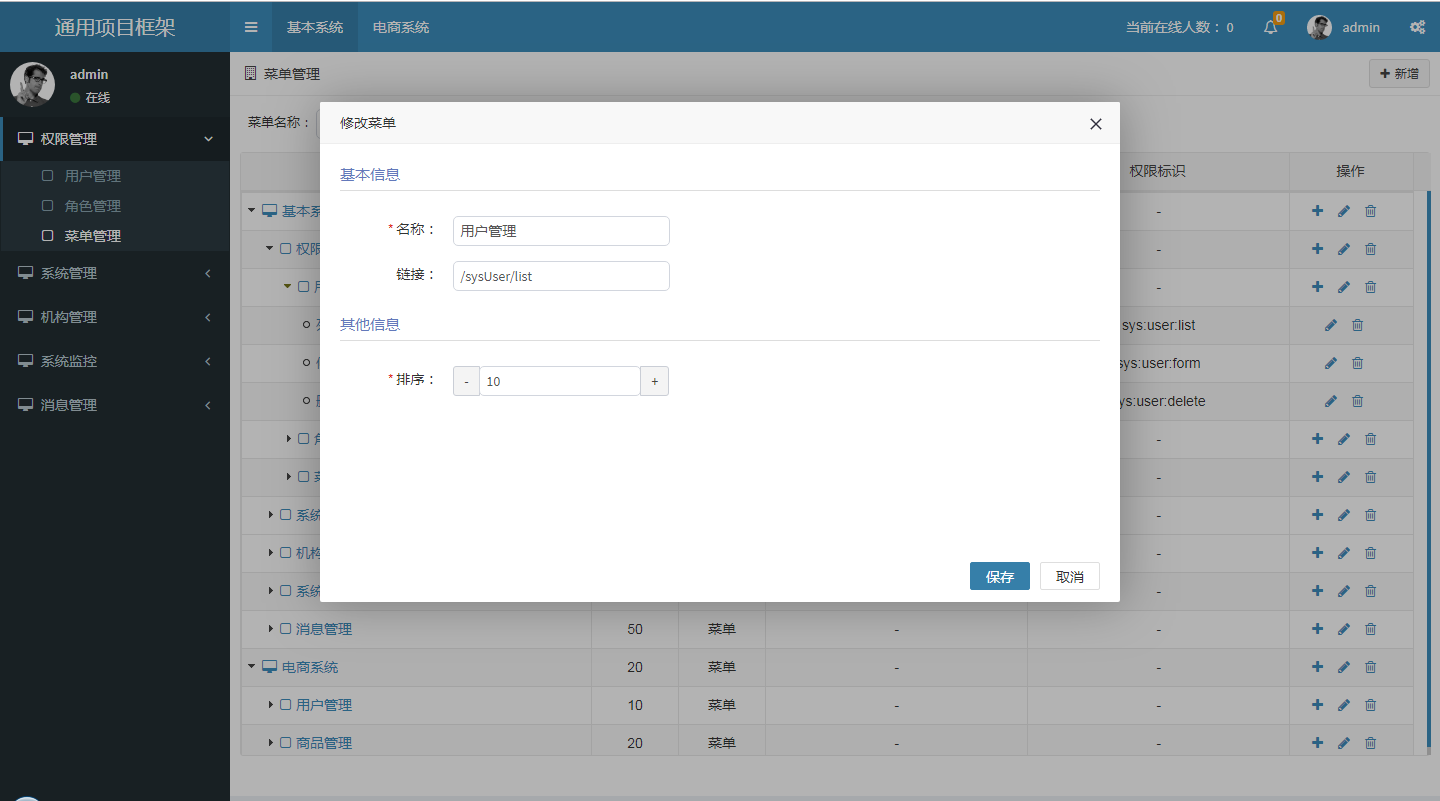 通用项目框架 基本系统 电商系统 当前在线人数： 0 0 admin
admin
在线
菜单管理 新增
菜单名称：
权限管理
用户管理
角色管理
菜单管理
系统管理
机构管理
系统监控
消息管理
修改菜单
基本信息
*名称： 用户管理
链接： /sysUser/list
其他信息
*排序： - 10 +
保存 取消
权限标识 操作
基本系 -
权限 -
-
sys:user:list
sys:user:form
ys:user:delete
-
-
系统 -
机构 -
系统 -
消息管理 50 菜单 - -
电商系统 20 菜单 - -
用户管理 10 菜单 - -
商品管理 20 菜单 - -